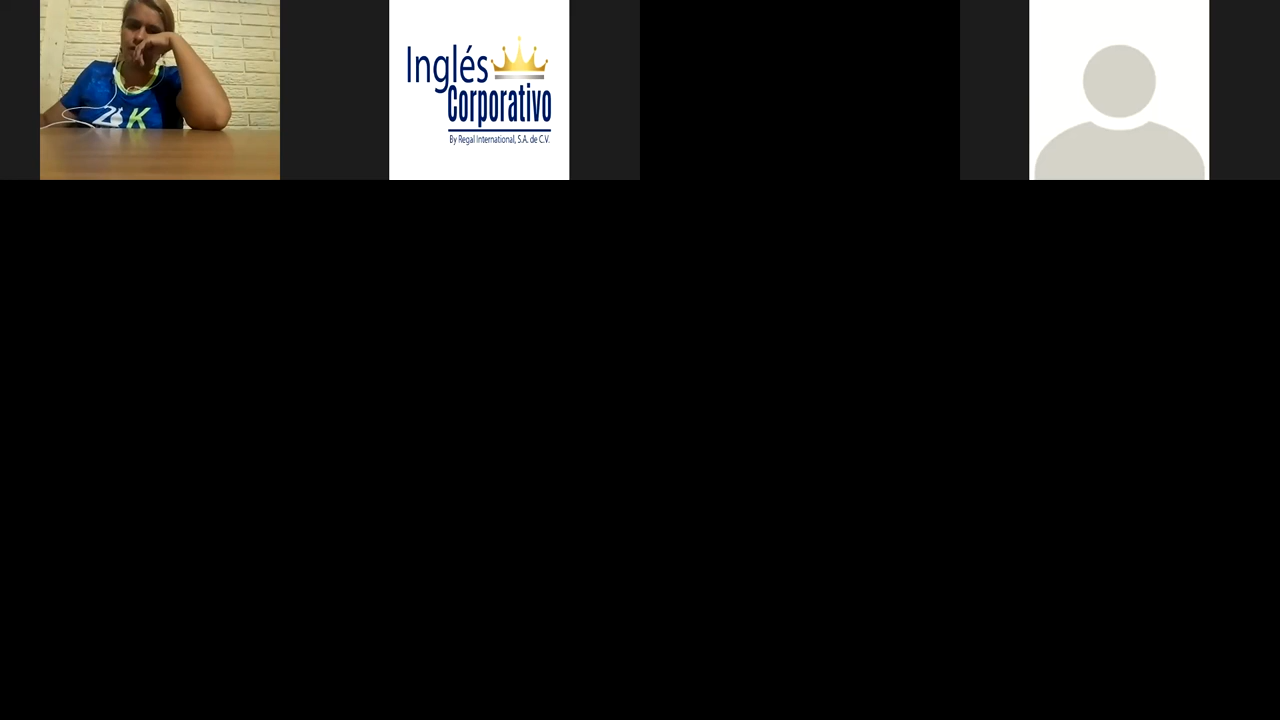 Inglés
Corporativo
By Regal International, S.A. de C.V.
K